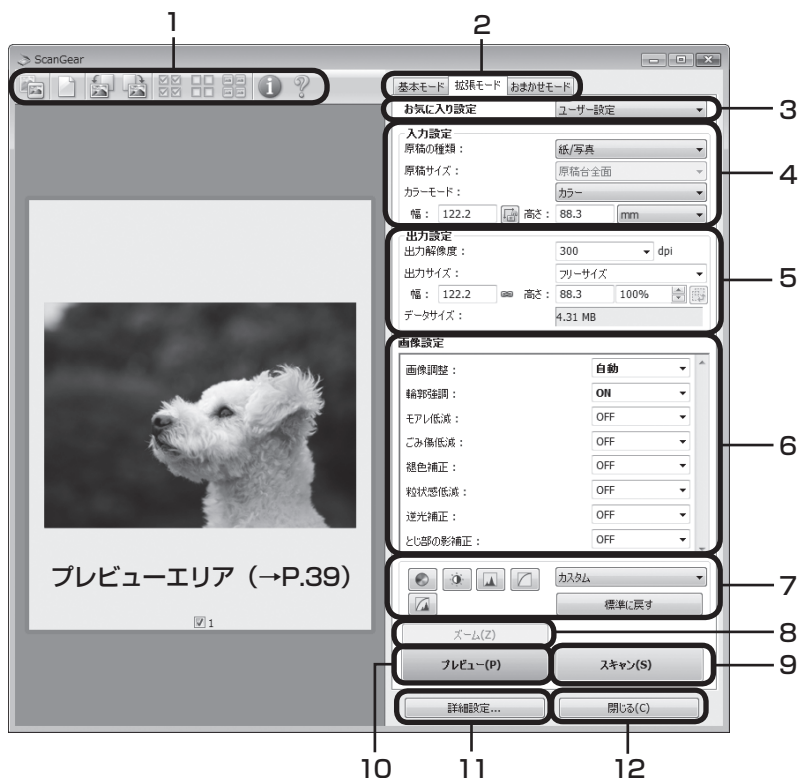 1
2
ScanGear
基本モード 拡張モード おまかせモード
お気に入り設定 ユーザー設定
3
入力設定
原稿の種類： 紙/写真
原稿サイズ： 原稿台全面
カラーモード： カラー
幅： 122.2 高さ： 88.3 mm
4
出力設定
出力解像度： 300 dpi
出力サイズ： フリーサイズ
幅： 122.2 高さ： 88.3 100%
データサイズ： 4.31 MB
5
画像設定
画像調整： 自動
輪郭強調： ON
モアレ低減： OFF
ごみ傷低減： OFF
褪色補正： OFF
粒状感低減： OFF
逆光補正： OFF
とじ部の影補正： OFF
6
プレビューエリア（→P.39）
1
カスタム
標準に戻す
7
ズーム(Z)
8
プレビュー(P) スキャン(S)
9
詳細設定... 閉じる(C)
10 11 12